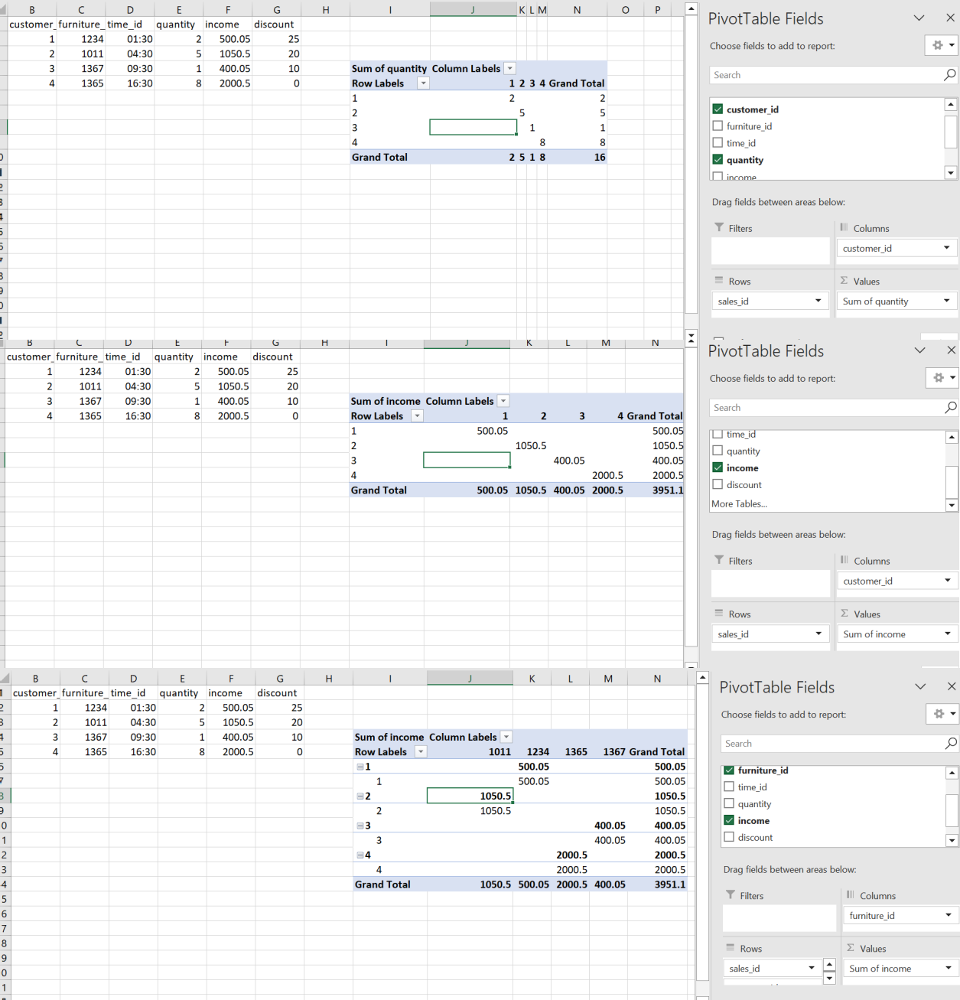 B C D E F G H I J K L M N O P
customer_ furniture_ time_id quantity income discount
1 1234 01:30 2 500.05 25
2 1011 04:30 5 1050.5 20
3 1367 09:30 1 400.05 10
4 1365 16:30 8 2000.5 0
Sum of quantity Column Labels
Row Labels 1 2 3 4 Grand Total
1 2 2
2 5 5
3 1 1
4 8 8
Grand Total 2 5 1 8 16
PivotTable Fields
Choose fields to add to report:
Search
customer_id
furniture_id
time_id
quantity
income
Drag fields between areas below:
Filters
Columns
customer_id
Rows
Values
sales_id
Sum of quantity
B C D E F G H I J K L M N
customer_ furniture_ time_id quantity income discount
1 1234 01:30 2 500.05 25
2 1011 04:30 5 1050.5 20
3 1367 09:30 1 400.05 10
4 1365 16:30 8 2000.5 0
Sum of income Column Labels
Row Labels 1 2 3 4 Grand Total
1 500.05 500.05
2 1050.5 1050.5
3 400.05 400.05
4 2000.5 2000.5
Grand Total 500.05 1050.5 400.05 2000.5 3951.1
PivotTable Fields
Choose fields to add to report:
Search
time_id
quantity
income
discount
More Tables...
Drag fields between areas below:
Filters
Columns
customer_id
Rows
Values
sales_id
Sum of income
B C D E F G H I J K L M N
customer_ furniture_ time_id quantity income discount
1 1234 01:30 2 500.05 25
2 1011 04:30 5 1050.5 20
3 1367 09:30 1 400.05 10
4 1365 16:30 8 2000.5 0
Sum of income Column Labels
Row Labels 1011 1234 1365 1367 Grand Total
1 500.05 500.05
1 500.05 500.05
2 1050.5 1050.5
2 1050.5 1050.5
3 400.05 400.05
3 400.05 400.05
4 2000.5 2000.5
4 2000.5 2000.5
Grand Total 1050.5 500.05 2000.5 400.05 3951.1
PivotTable Fields
Choose fields to add to report:
Search
furniture_id
time_id
quantity
income
discount
Drag fields between areas below:
Filters
Columns
furniture_id
Rows
Values
sales_id
Sum of income